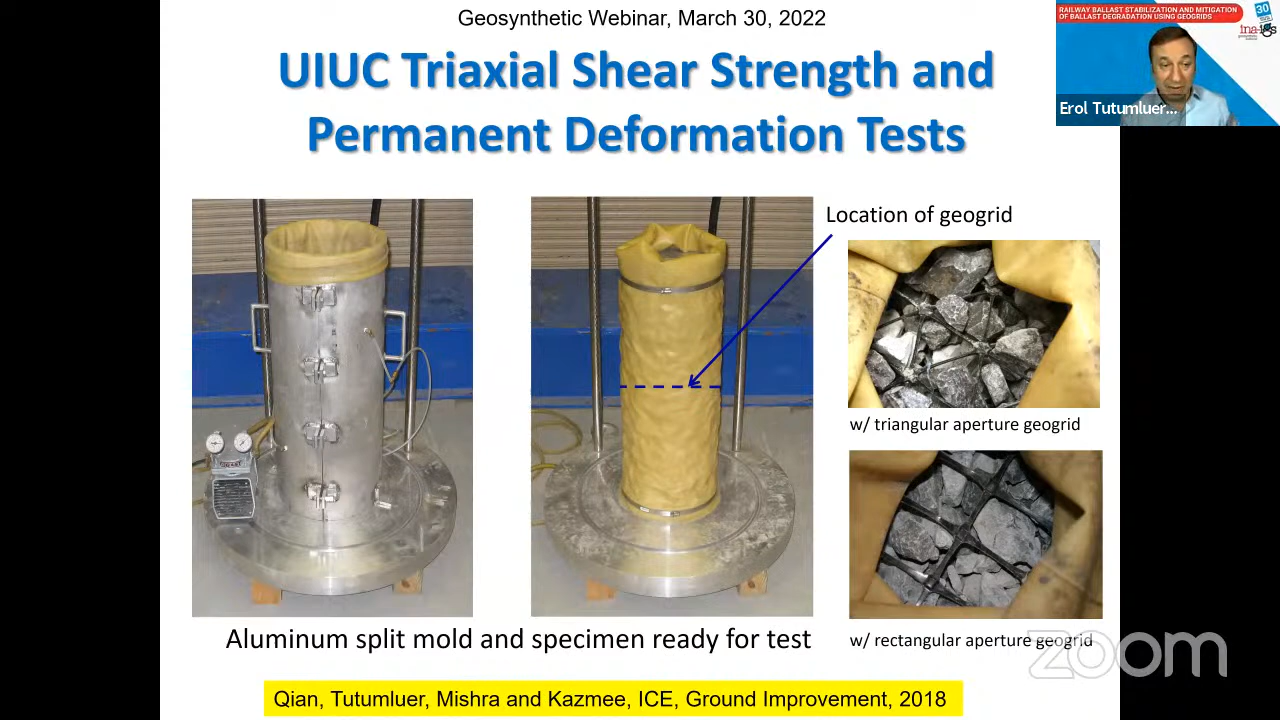 Geosynthetic Webinar, March 30, 2022
RAILWAY BALLAST STABILIZATION AND MITIGATION
OF BALLAST DEGRADATION USING GEOGRIDS
30
Erol Tutumluer...
UIUC Triaxial Shear Strength and
Permanent Deformation Tests
Location of geogrid
w/ triangular aperture geogrid
w/ rectangular aperture geogrid
Aluminum split mold and specimen ready for test
zoom
Qian, Tutumluer, Mishra and Kazmee, ICE, Ground Improvement, 2018